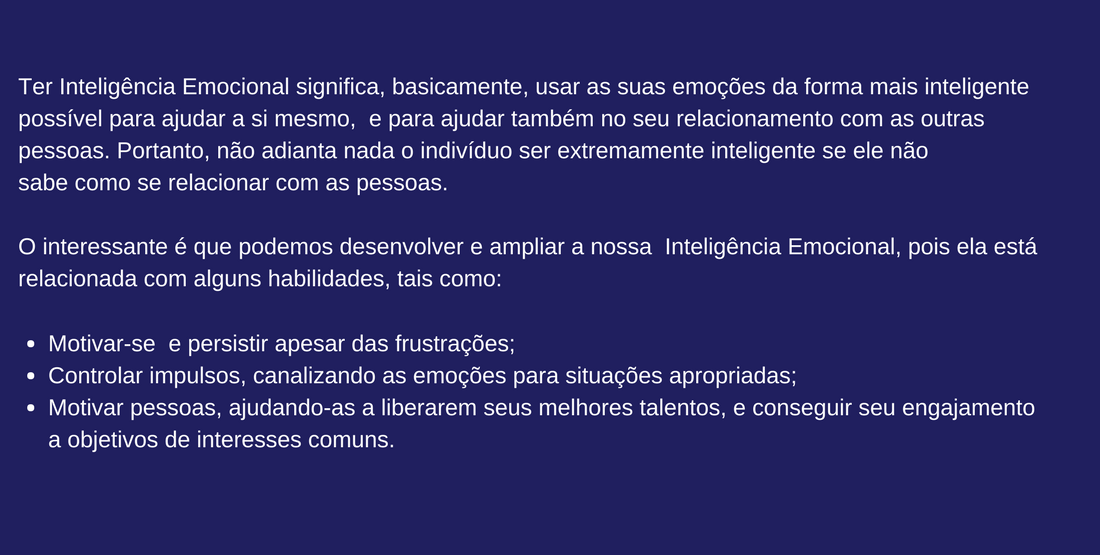 Ter Inteligência Emocional significa, basicamente, usar as suas emoções da forma mais inteligente
possível para ajudar a si mesmo,  e para ajudar também no seu relacionamento com as outras
pessoas. Portanto, não adianta nada o indivíduo ser extremamente inteligente se ele não
sabe como se relacionar com as pessoas.
O interessante é que podemos desenvolver e ampliar a nossa  Inteligência Emocional, pois ela está
relacionada com alguns habilidades, tais como:
• Motivar-se  e persistir apesar das frustrações;
• Controlar impulsos, canalizando as emoções para situações apropriadas;
• Motivar pessoas, ajudando-as a liberarem seus melhores talentos, e conseguir seu engajamento
a objetivos de interesses comuns.